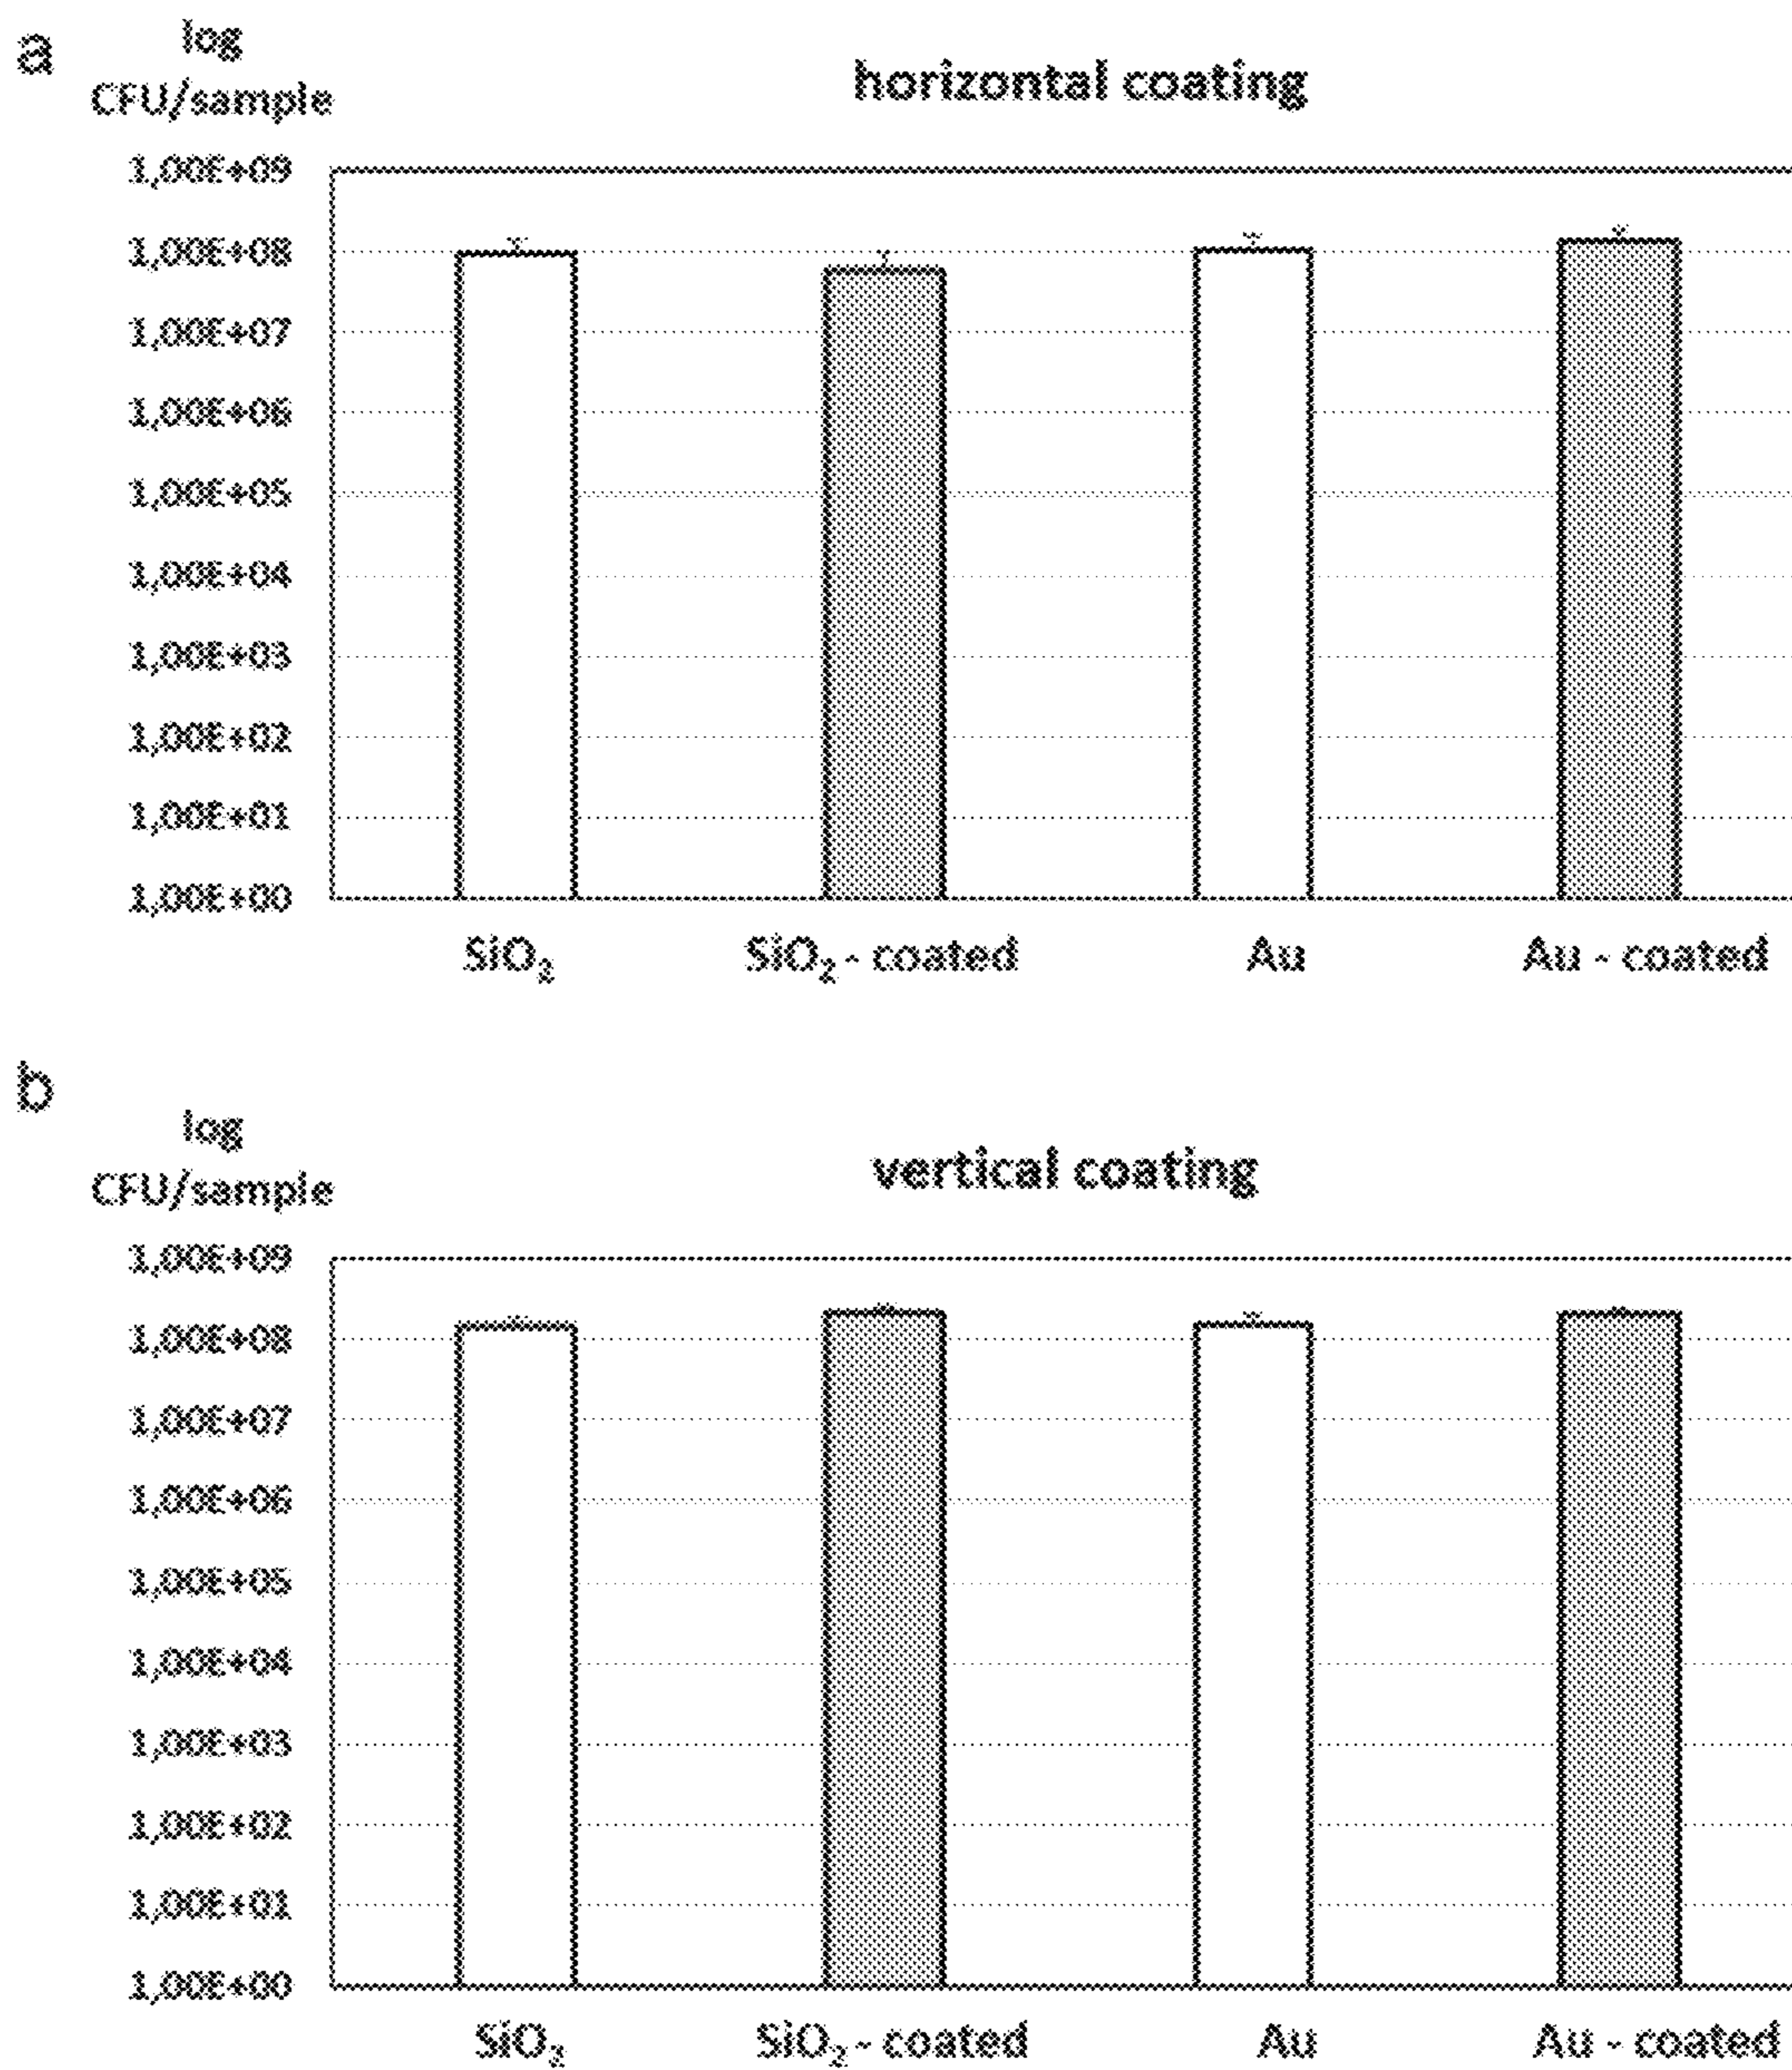 a
log
CFU/sample
horizontal coating
1,00E+09
1,00E+08
1,00E+07
1,00E+06
1,00E+05
1,00E+04
1,00E+03
1,00E+02
1,00E+01
1,00E+00
SiO₂ SiO₂ - coated Au Au - coated
b
log
CFU/sample
vertical coating
1,00E+09
1,00E+08
1,00E+07
1,00E+06
1,00E+05
1,00E+04
1,00E+03
1,00E+02
1,00E+01
1,00E+00
SiO₂ SiO₂ - coated Au Au - coated